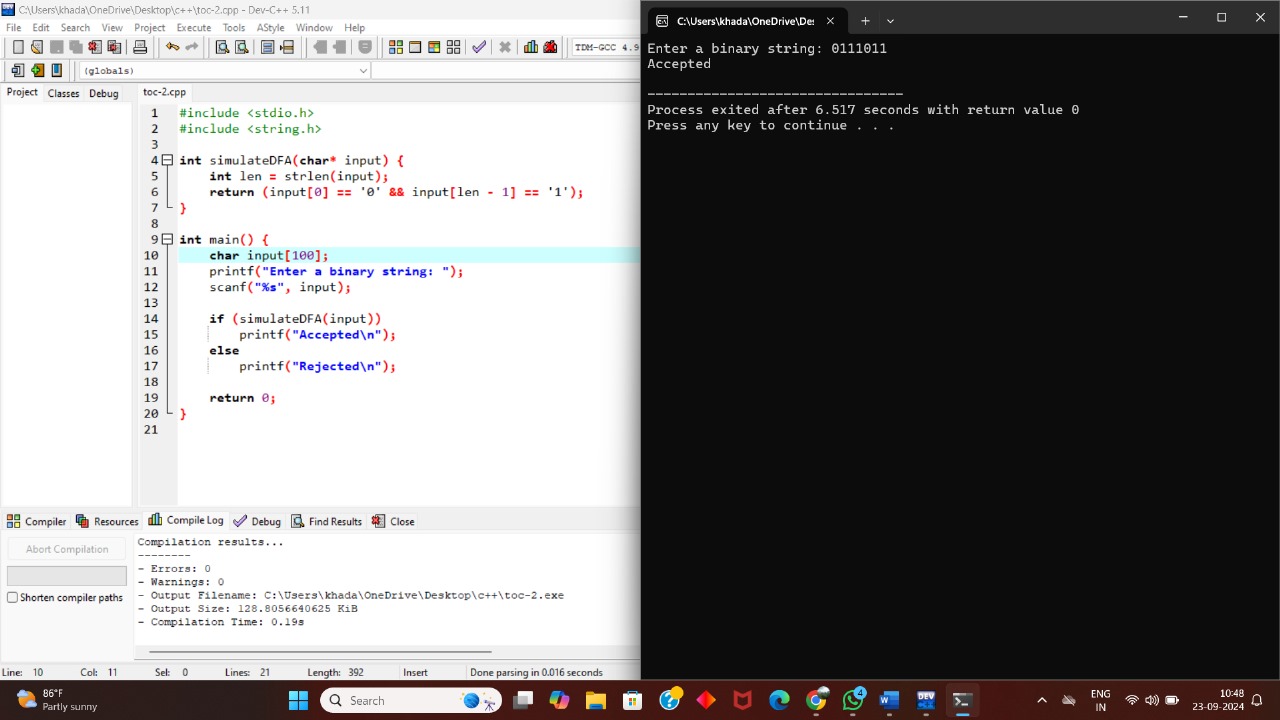 C:\Users\khada\OneDrive\Desktop\c++\toc-2.cpp - Dev-C++ 5.11
File Edit Search View Project Execute Tools AStyle Window Help
TDM-GCC 4.9
(globals)
Project Classes Debug
toc-2.cpp
1 #include <stdio.h>
2 #include <string.h>
3
4 int simulateDFA(char* input) {
5 int len = strlen(input);
6 return (input[0] == '0' && input[len - 1] == '1');
7 }
8
9 int main() {
10 char input[100];
11 printf("Enter a binary string: ");
12 scanf("%s", input);
13
14 if (simulateDFA(input))
15 printf("Accepted\n");
16 else
17 printf("Rejected\n");
18
19 return 0;
20 }
21
Compiler Resources Compile Log Debug Find Results Close
Abort Compilation
Shorten compiler paths
Compilation results...
--------
- Errors: 0
- Warnings: 0
- Output Filename: C:\Users\khada\OneDrive\Desktop\c++\toc-2.exe
- Output Size: 128.8056640625 KiB
- Compilation Time: 0.19s
Line: 10 Col: 11 Sel: 0 Lines: 21 Length: 392 Insert Done parsing in 0.016 seconds
C:\Users\khada\OneDrive\Des
Enter a binary string: 0111011
Accepted
--------------------------------
Process exited after 6.517 seconds with return value 0
Press any key to continue . . .
86°F
Partly sunny
Search
4
DEV
ENG
IN
10:48
23-09-2024